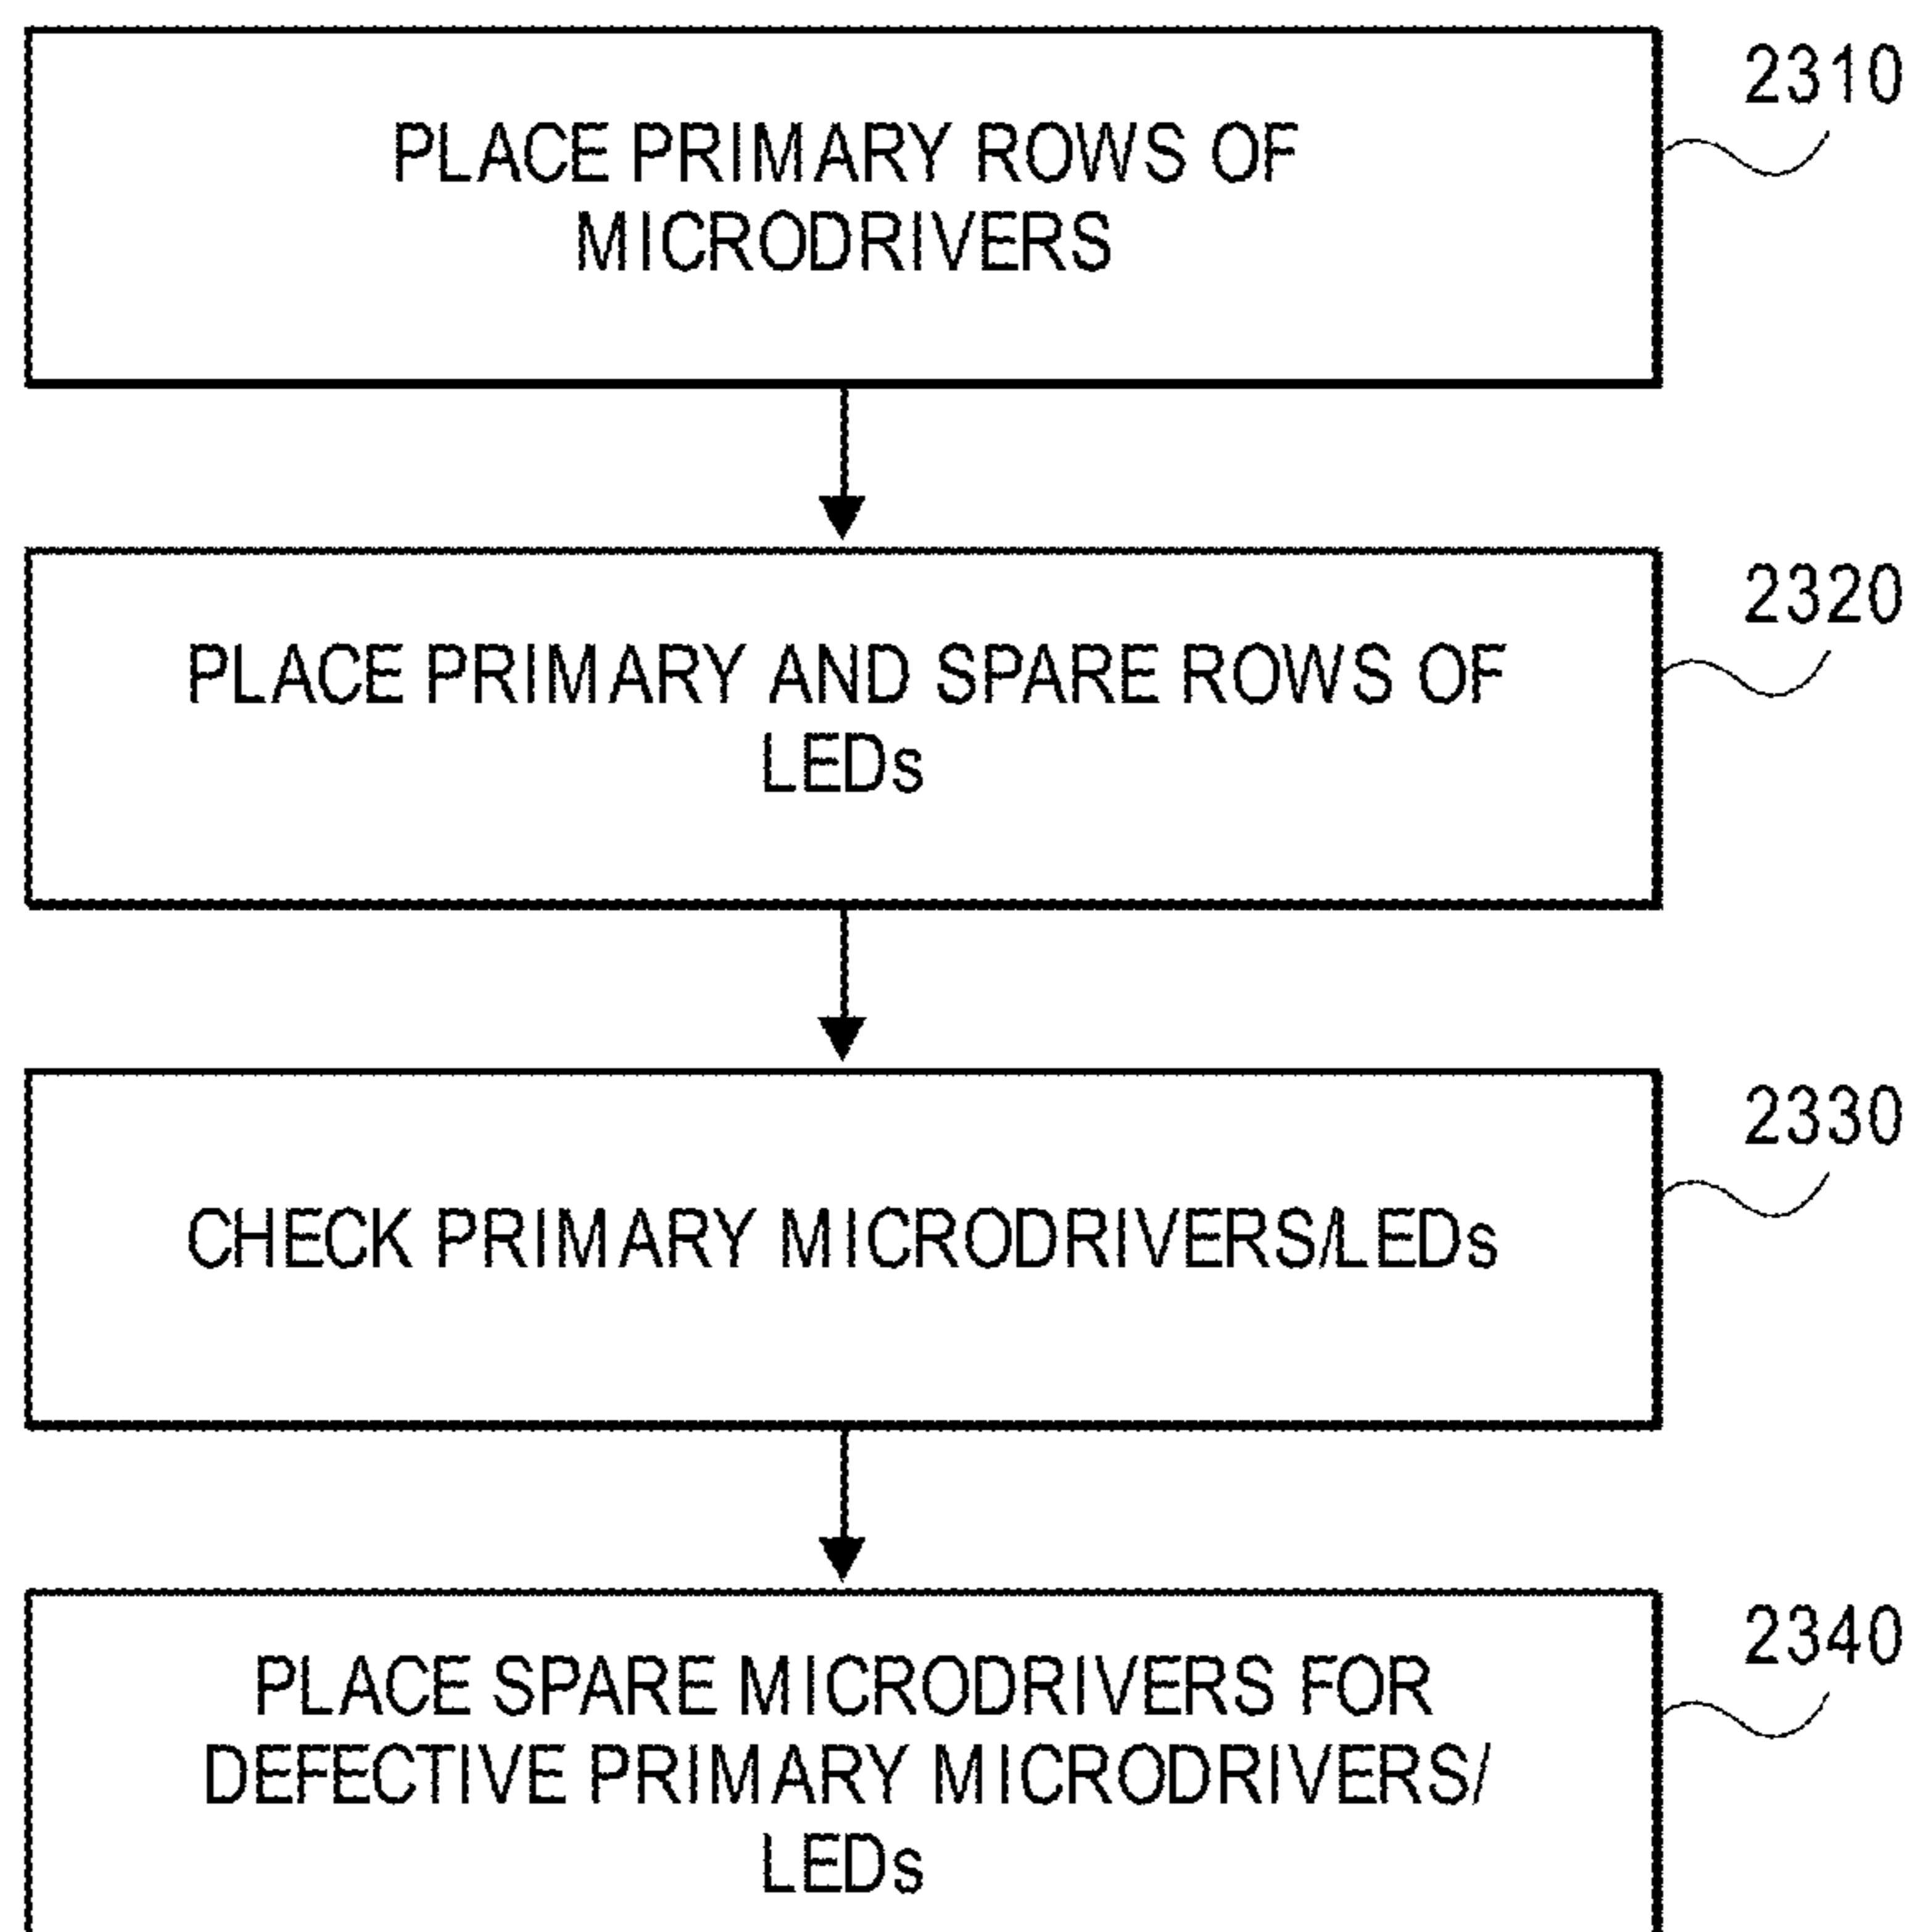 2310
PLACE PRIMARY ROWS OF
MICRODRIVERS
2320
PLACE PRIMARY AND SPARE ROWS OF
LEDs
2330
CHECK PRIMARY MICRODRIVERS/LEDs
2340
PLACE SPARE MICRODRIVERS FOR
DEFECTIVE PRIMARY MICRODRIVERS/
LEDs